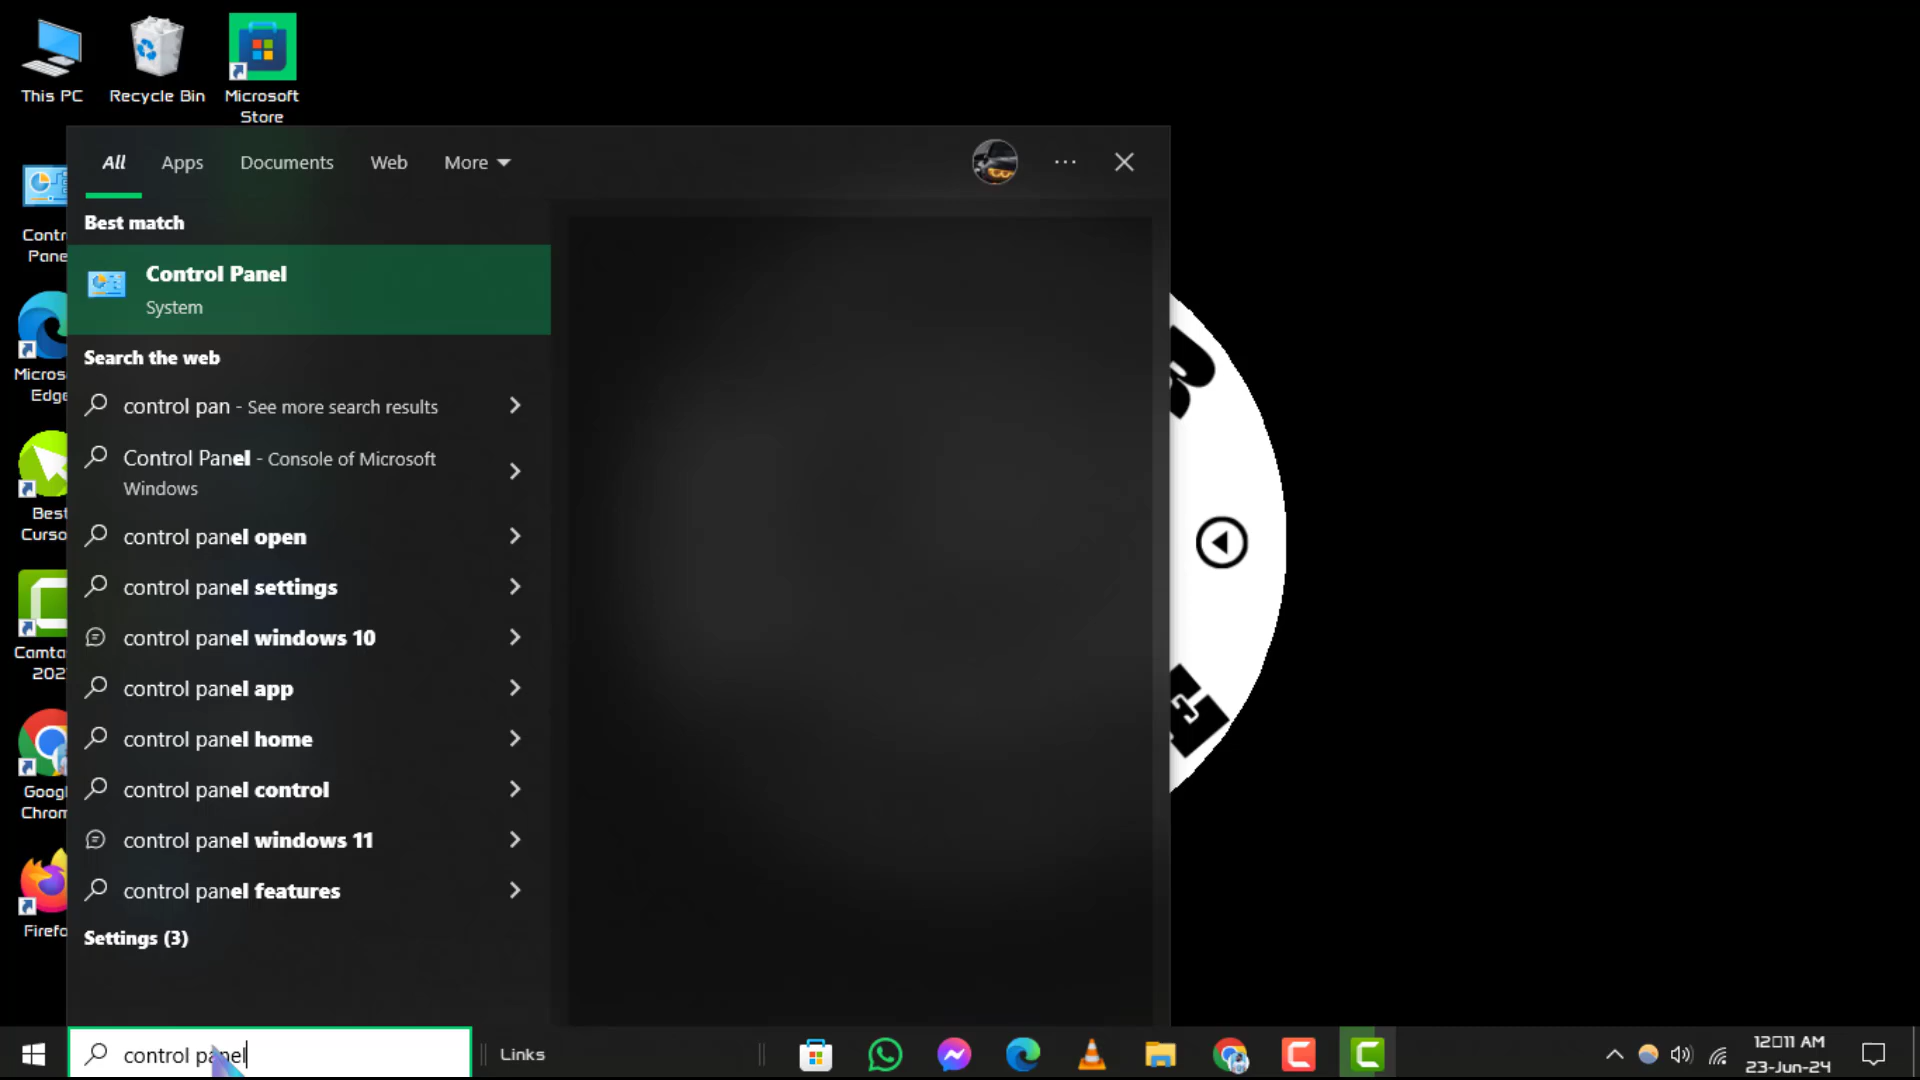 This PC
Recycle Bin
Microsoft
Store
All
Apps
Documents
Web
More
Best match
Control Panel
System
Search the web
control pan - See more search results
Control Panel - Console of Microsoft
Windows
control panel open
control panel settings
control panel windows 10
control panel app
control panel home
control panel control
control panel windows 11
control panel features
Settings (3)
Contr
Pane
Micros
Edge
Best
Curso
Camta
202
Goog
Chrom
Firefo
control panel
Links
12▯11 AM
23-Jun-24